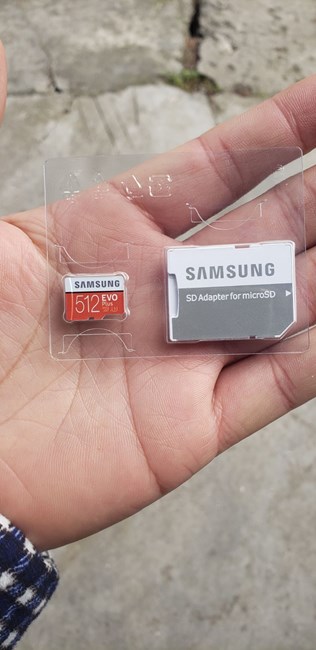 SAMSUNG
512 EVO
Plus
SAMSUNG
SD Adapter for microSD